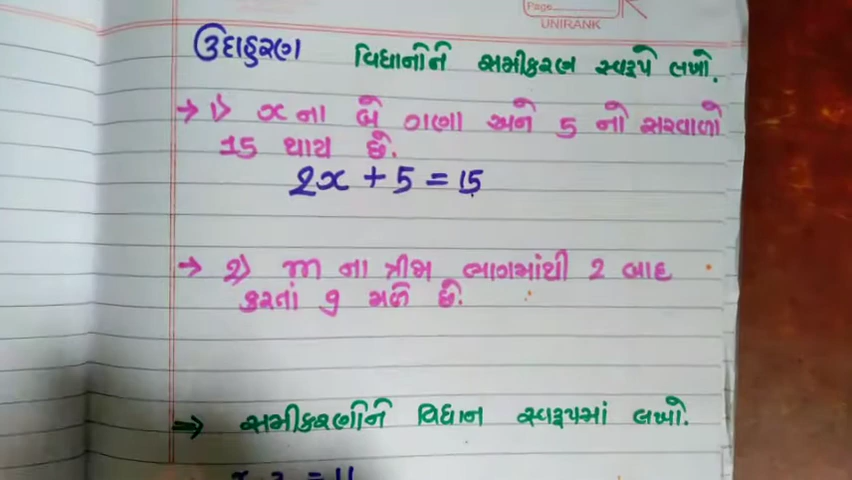 Page
UNIRANK
ઉદાહરણ વિધાનોને સમીકરણ સ્વરૂપે લખો.
→ 1> x ના બે ગણા અને 5 નો સરવાળો
15 થાય છે.
2x + 5 = 15
→ 2> m ના ત્રીજા ભાગમાંથી 2 બાદ
કરતાં 9 મળે છે.
⇒ સમીકરણોને વિધાન સ્વરૂપમાં લખો.